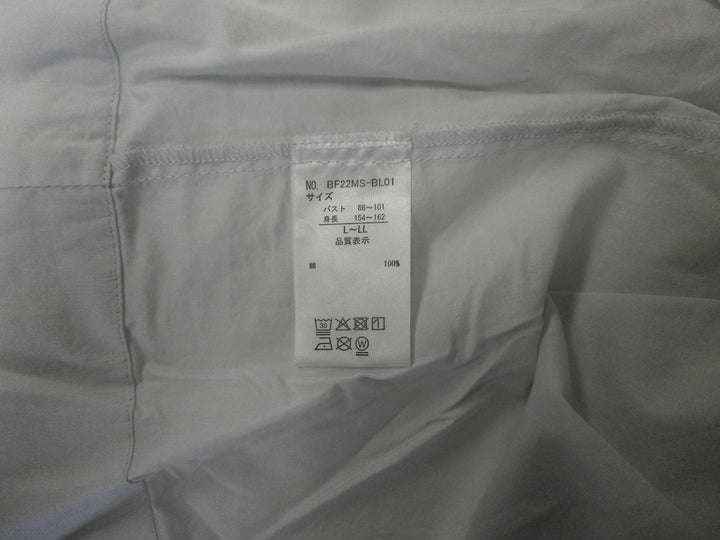 NO. BF22MS-BL01
サイズ
バスト 86～101
身長 154～162
L～LL
品質表示
綿 100%
30
W